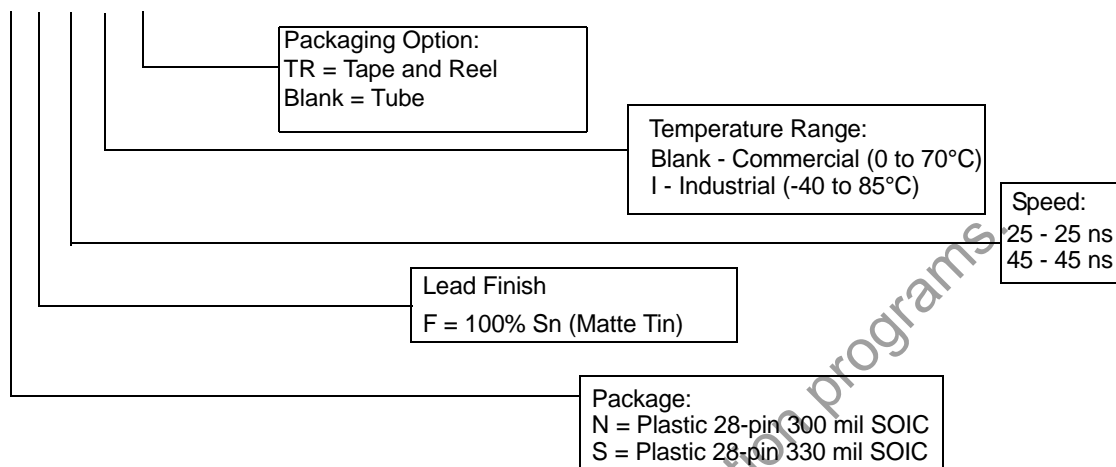 Packaging Option:
TR = Tape and Reel
Blank = Tube
Temperature Range:
Blank - Commercial (0 to 70°C)
I - Industrial (-40 to 85°C)
Speed:
25 - 25 ns
45 - 45 ns
Lead Finish
F = 100% Sn (Matte Tin)
Package:
N = Plastic 28-pin 300 mil SOIC
S = Plastic 28-pin 330 mil SOIC
programs.